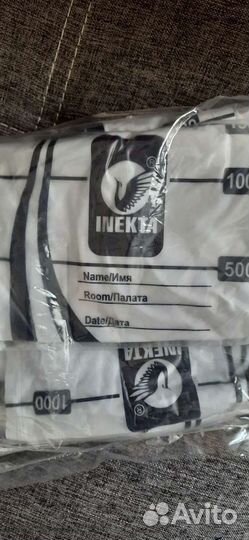 100
®
INEKTA
500
Name/Имя
Room/Палата
Date/Дата
1000
INEKTA
®
Avito